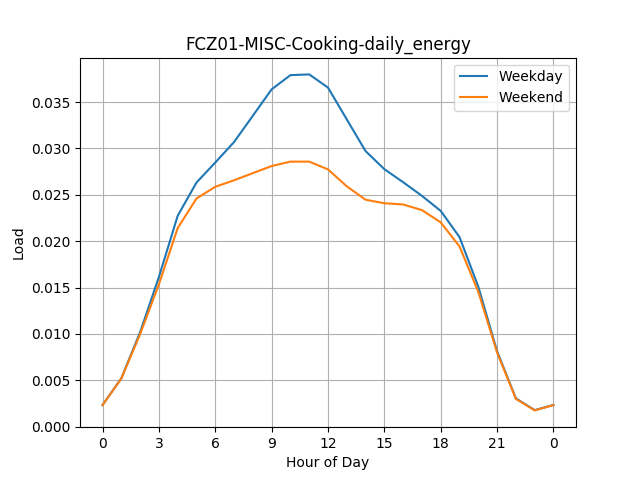 FCZ01-MISC-Cooking-daily_energy
Weekday
Weekend
Load
0.035
0.030
0.025
0.020
0.015
0.010
0.005
0.000
0 3 6 9 12 15 18 21 0
Hour of Day